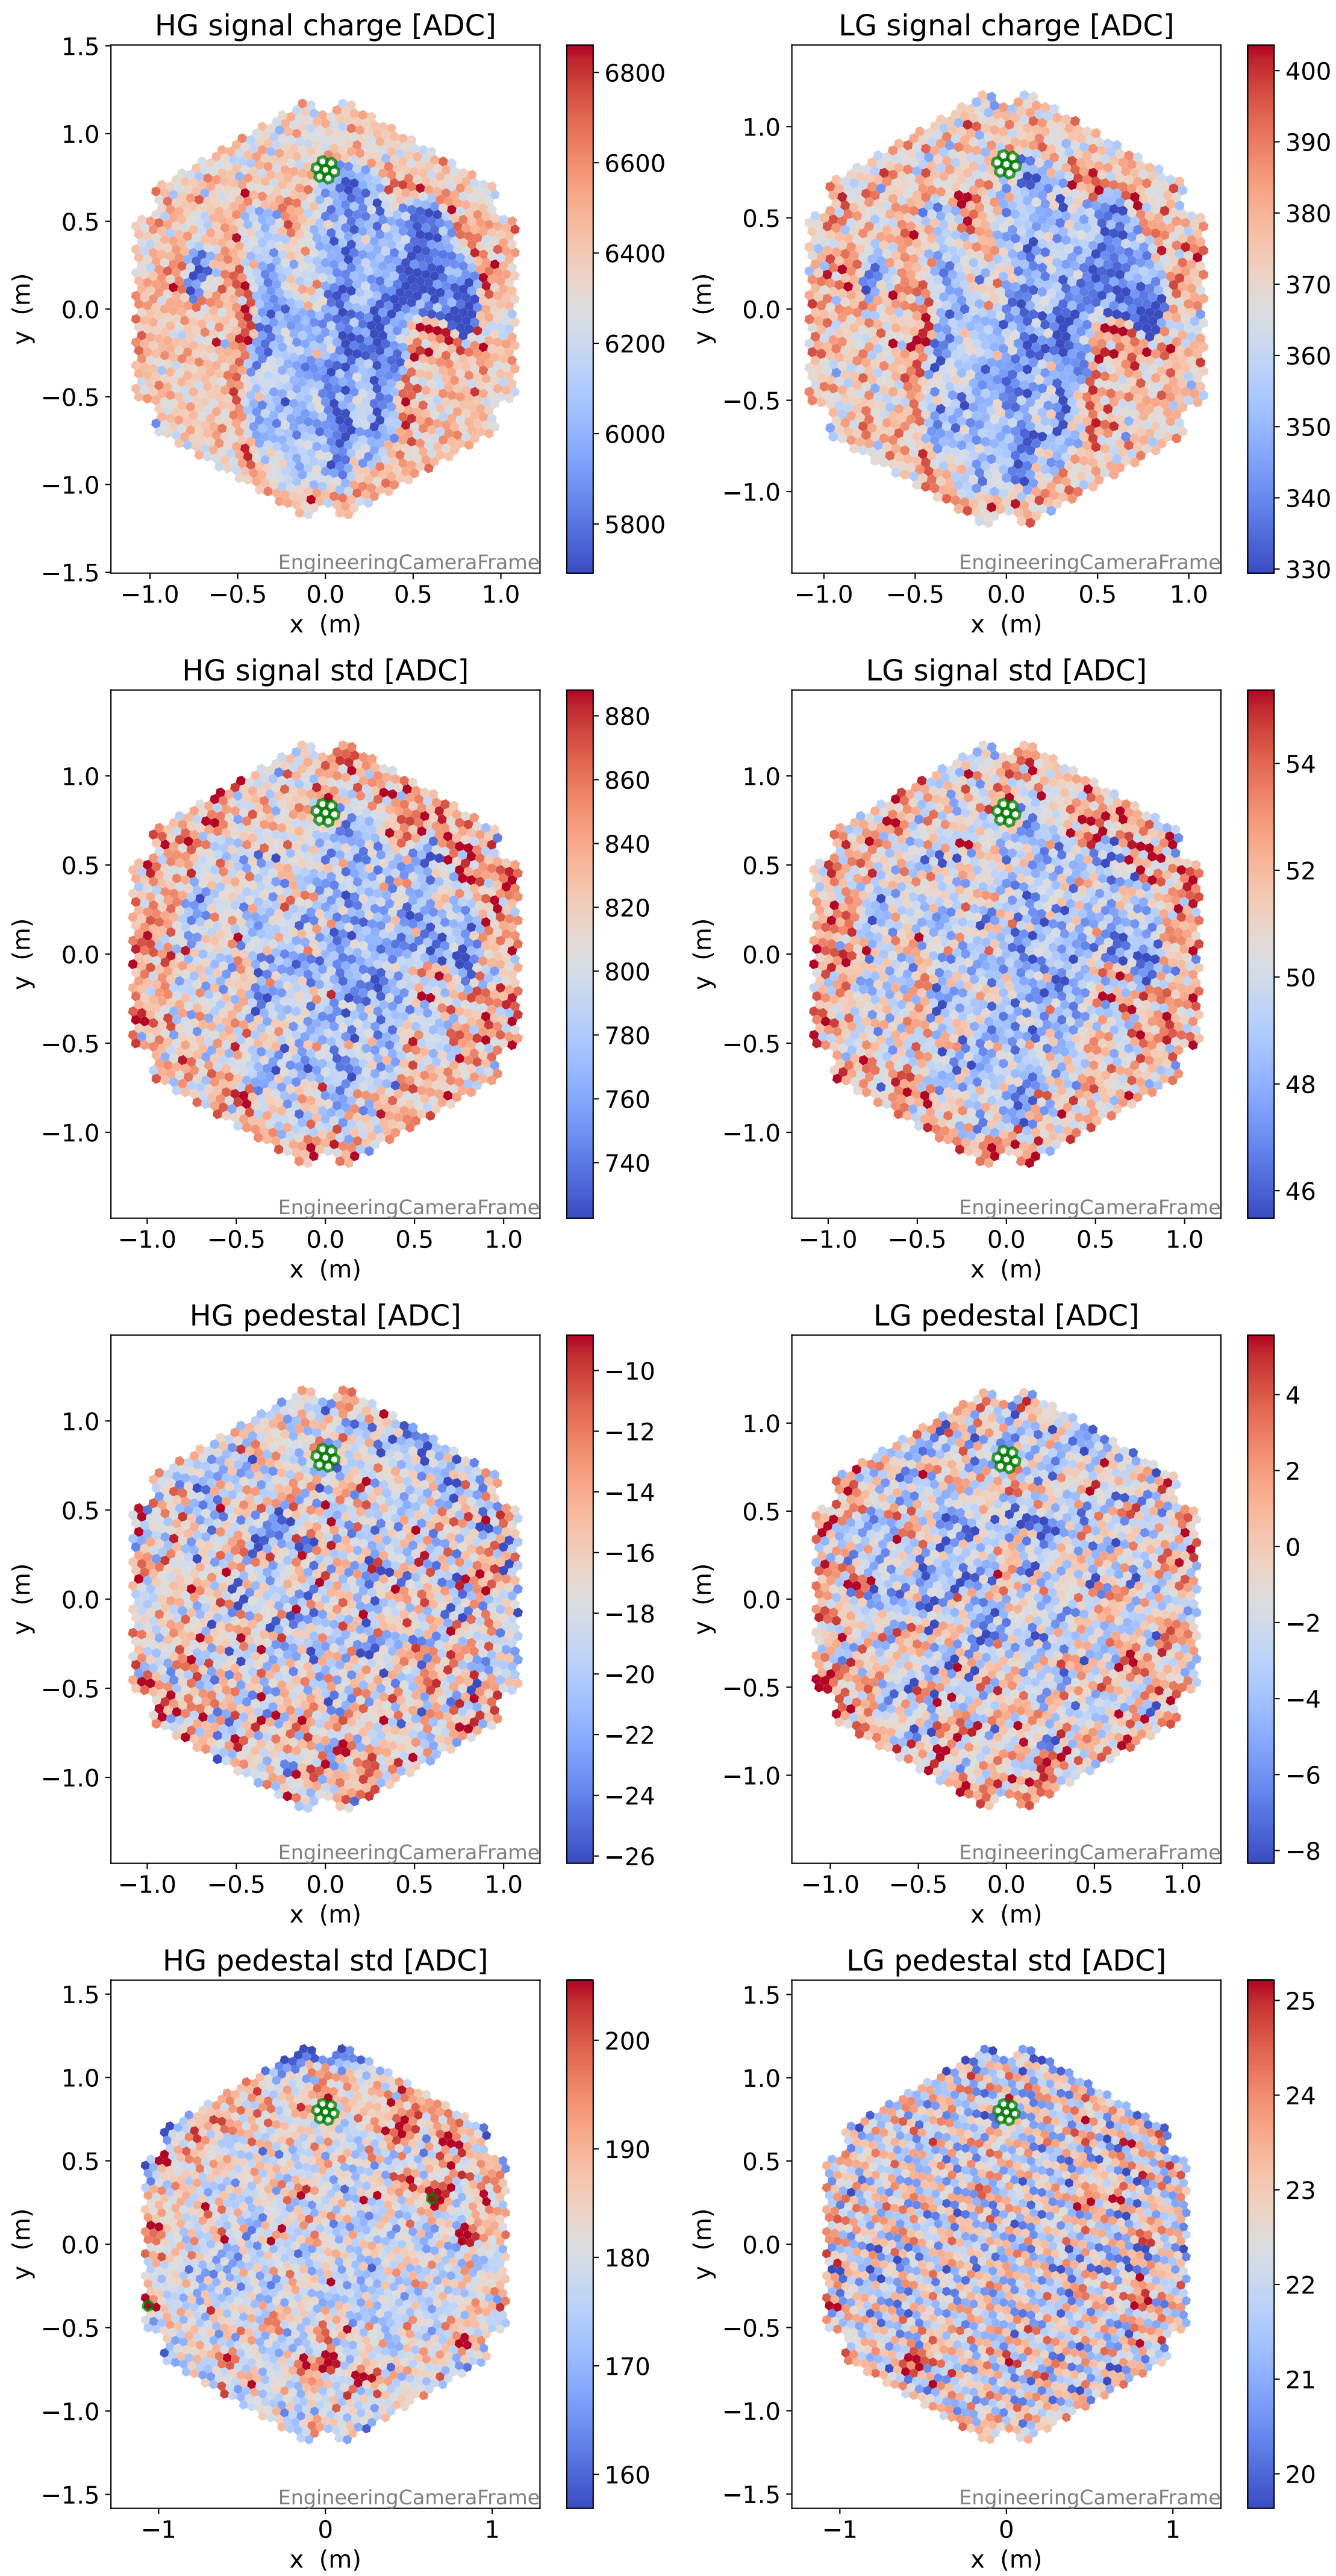 HG signal charge [ADC]
1.5
1.0
0.5
0.0
−0.5
−1.0
−1.5
y (m)
−1.0 −0.5 0.0 0.5 1.0
x (m)
EngineeringCameraFrame
6800
6600
6400
6200
6000
5800
LG signal charge [ADC]
1.0
0.5
0.0
−0.5
−1.0
y (m)
−1.0 −0.5 0.0 0.5 1.0
x (m)
EngineeringCameraFrame
400
390
380
370
360
350
340
330
HG signal std [ADC]
1.0
0.5
0.0
−0.5
−1.0
y (m)
−1.0 −0.5 0.0 0.5 1.0
x (m)
EngineeringCameraFrame
880
860
840
820
800
780
760
740
LG signal std [ADC]
1.0
0.5
0.0
−0.5
−1.0
y (m)
−1.0 −0.5 0.0 0.5 1.0
x (m)
EngineeringCameraFrame
54
52
50
48
46
HG pedestal [ADC]
1.0
0.5
0.0
−0.5
−1.0
y (m)
−1.0 −0.5 0.0 0.5 1.0
x (m)
EngineeringCameraFrame
−10
−12
−14
−16
−18
−20
−22
−24
−26
LG pedestal [ADC]
1.0
0.5
0.0
−0.5
−1.0
y (m)
−1.0 −0.5 0.0 0.5 1.0
x (m)
EngineeringCameraFrame
4
2
0
−2
−4
−6
−8
HG pedestal std [ADC]
1.5
1.0
0.5
0.0
−0.5
−1.0
−1.5
y (m)
−1 0 1
x (m)
EngineeringCameraFrame
200
190
180
170
160
LG pedestal std [ADC]
1.5
1.0
0.5
0.0
−0.5
−1.0
−1.5
y (m)
−1 0 1
x (m)
EngineeringCameraFrame
25
24
23
22
21
20